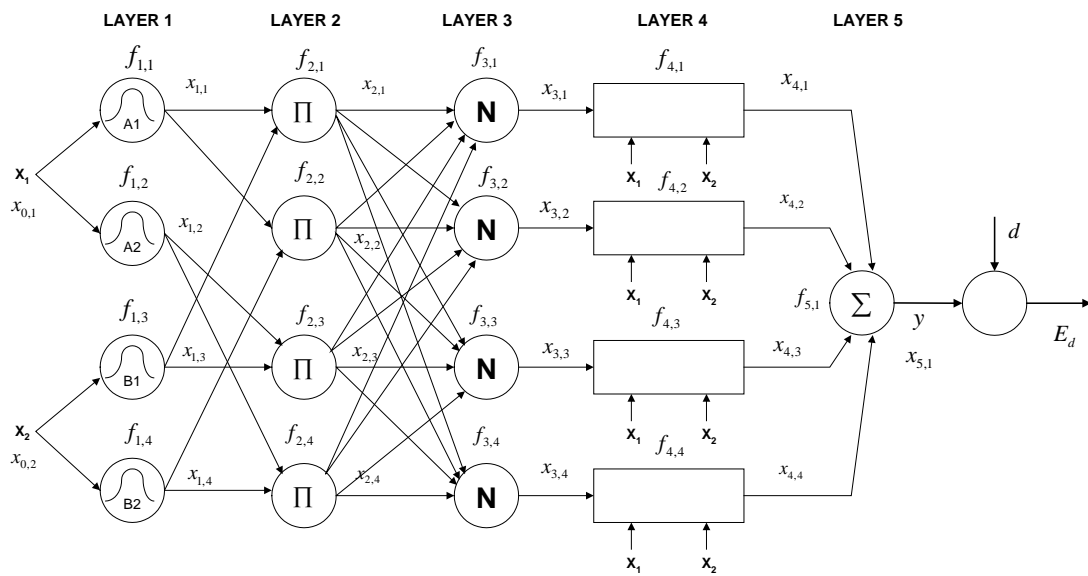 LAYER 1 LAYER 2 LAYER 3 LAYER 4 LAYER 5
f1,1 f2,1 f3,1 f4,1
x1,1 x2,1 x3,1 x4,1
A1 Π N
X1 X2
X1
x0,1
f1,2 f2,2 f3,2 f4,2
x1,2 x2,2 x3,2 x4,2
A2 Π N
X1 X2
d
f5,1 Σ y Ed
x5,1
f1,3 f2,3 f3,3 f4,3
x1,3 x2,3 x3,3 x4,3
B1 Π N
X1 X2
X2
x0,2
f1,4 f2,4 f3,4 f4,4
x1,4 x2,4 x3,4 x4,4
B2 Π N
X1 X2